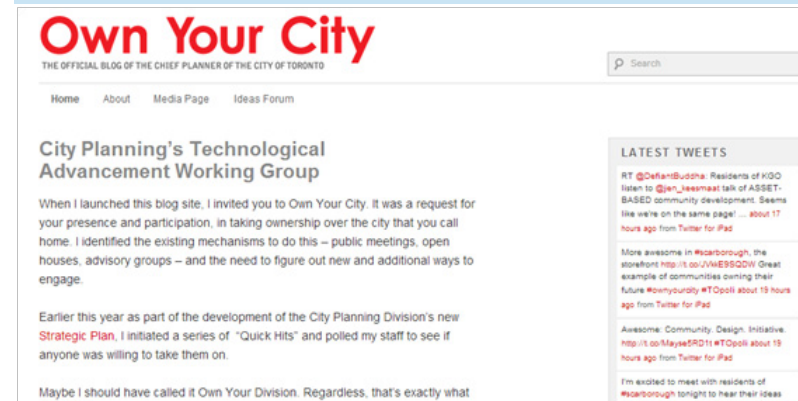 Own Your City
THE OFFICIAL BLOG OF THE CHIEF PLANNER OF THE CITY OF TORONTO
Search
Home About Media Page Ideas Forum
City Planning's Technological
Advancement Working Group
When I launched this blog site, I invited you to Own Your City. It was a request for
your presence and participation, in taking ownership over the city that you call
home. I identified the existing mechanisms to do this – public meetings, open
houses, advisory groups – and the need to figure out new and additional ways to
engage.
Earlier this year as part of the development of the City Planning Division's new
Strategic Plan, I initiated a series of "Quick Hits" and polled my staff to see if
anyone was willing to take them on.
Maybe I should have called it Own Your Division. Regardless, that's exactly what
LATEST TWEETS
RT @DefiantBuddha: Residents of KGO
listen to @jen_keesmaat talk of ASSET-
BASED community development. Seems
like we're on the same page! ... about 17
hours ago from Twitter for iPad
More awesome in #scarborough, the
storefront http://t.co/JVkkE9SQDW Great
example of communities owning their
future #ownyourcity #TOpoli about 19 hours
ago from Twitter for iPad
Awesome: Community. Design. Initiative.
http://t.co/Mayse5RD1t #TOpoli about 19
hours ago from Twitter for iPad
I'm excited to meet with residents of
#scarborough tonight to hear their ideas